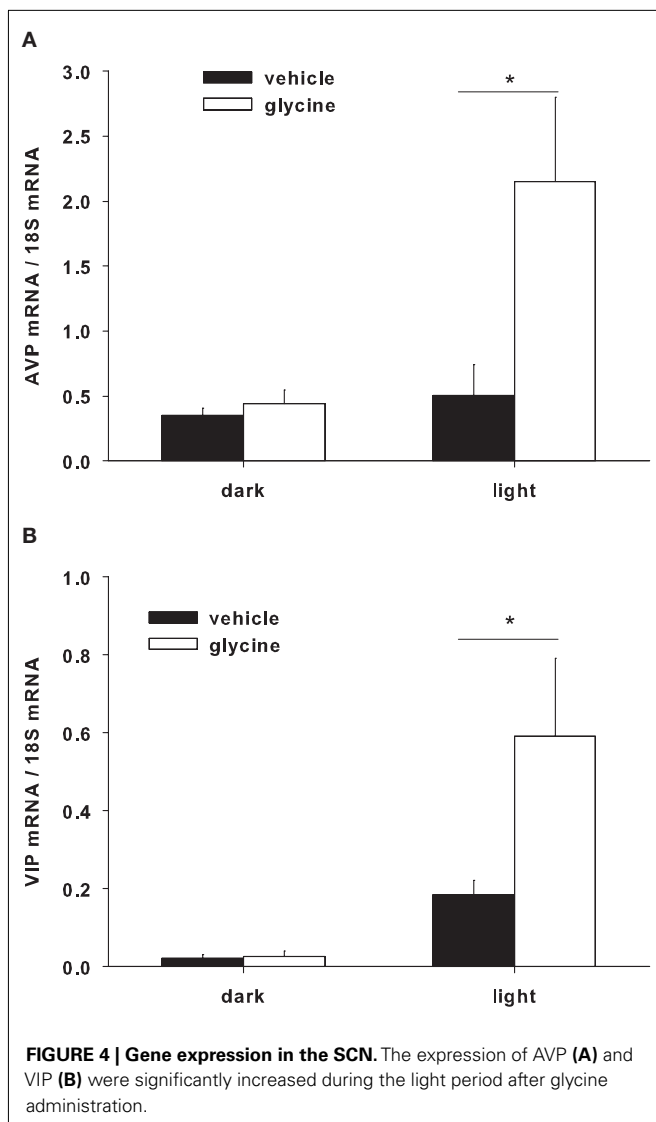 A
3.0
2.5
2.0
1.5
1.0
0.5
0.0
AVP mRNA / 18S mRNA
vehicle
glycine
*
dark
light
B
1.0
0.8
0.6
0.4
0.2
0.0
VIP mRNA / 18S mRNA
vehicle
glycine
*
dark
light
FIGURE 4 | Gene expression in the SCN. The expression of AVP (A) and
VIP (B) were significantly increased during the light period after glycine
administration.